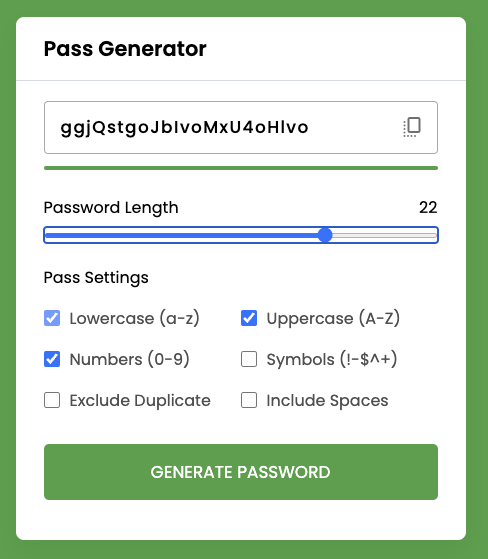 Pass Generator
ggjQstgoJbIvoMxU4oHlvo
Password Length 22
Pass Settings
Lowercase (a-z) Uppercase (A-Z)
Numbers (0-9) Symbols (!-$^+)
Exclude Duplicate Include Spaces
GENERATE PASSWORD